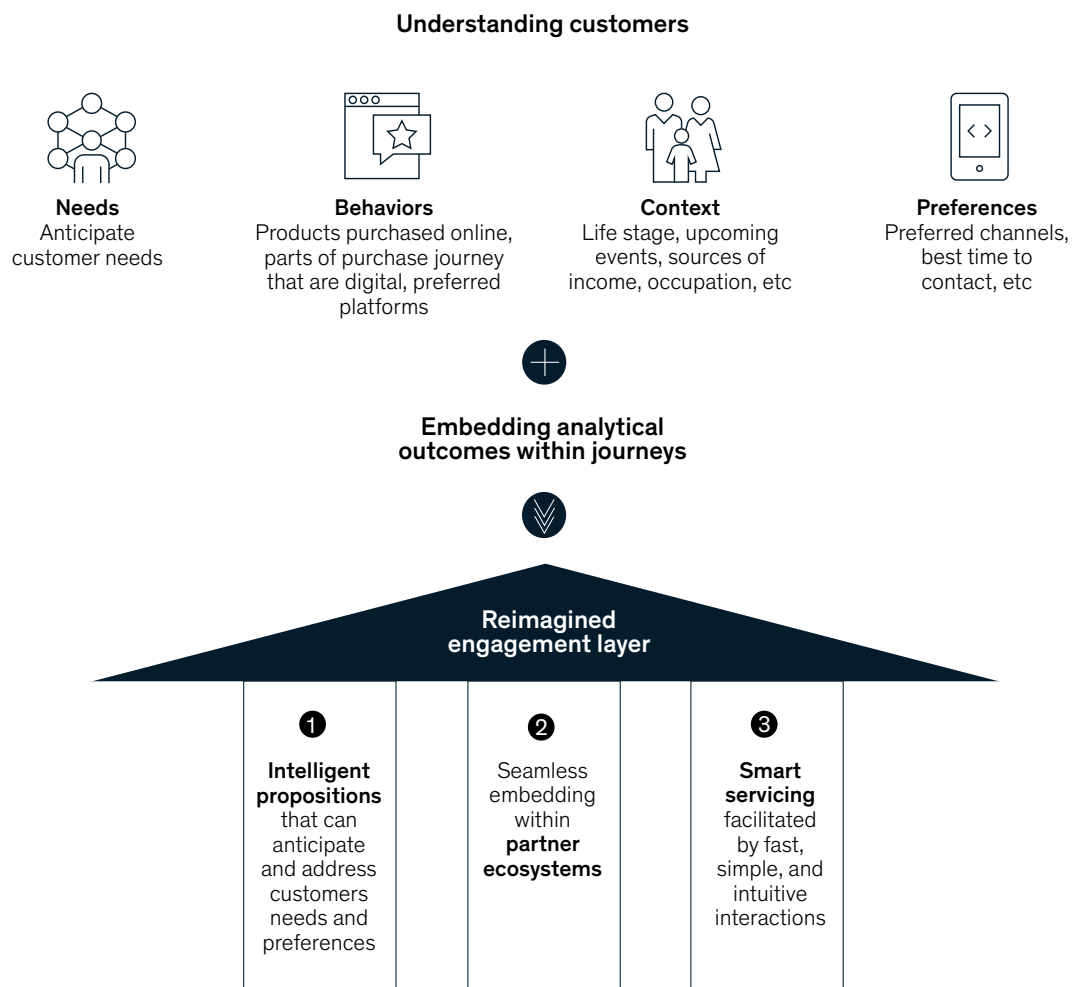 Understanding customers
Needs
Anticipate
customer needs
Behaviors
Products purchased online,
parts of purchase journey
that are digital, preferred
platforms
Context
Life stage, upcoming
events, sources of
income, occupation, etc
Preferences
Preferred channels,
best time to
contact, etc
Embedding analytical
outcomes within journeys
Reimagined
engagement layer
1
Intelligent
propositions
that can
anticipate
and address
customers
needs and
preferences
2
Seamless
embedding
within
partner
ecosystems
3
Smart
servicing
facilitated
by fast,
simple, and
intuitive
interactions